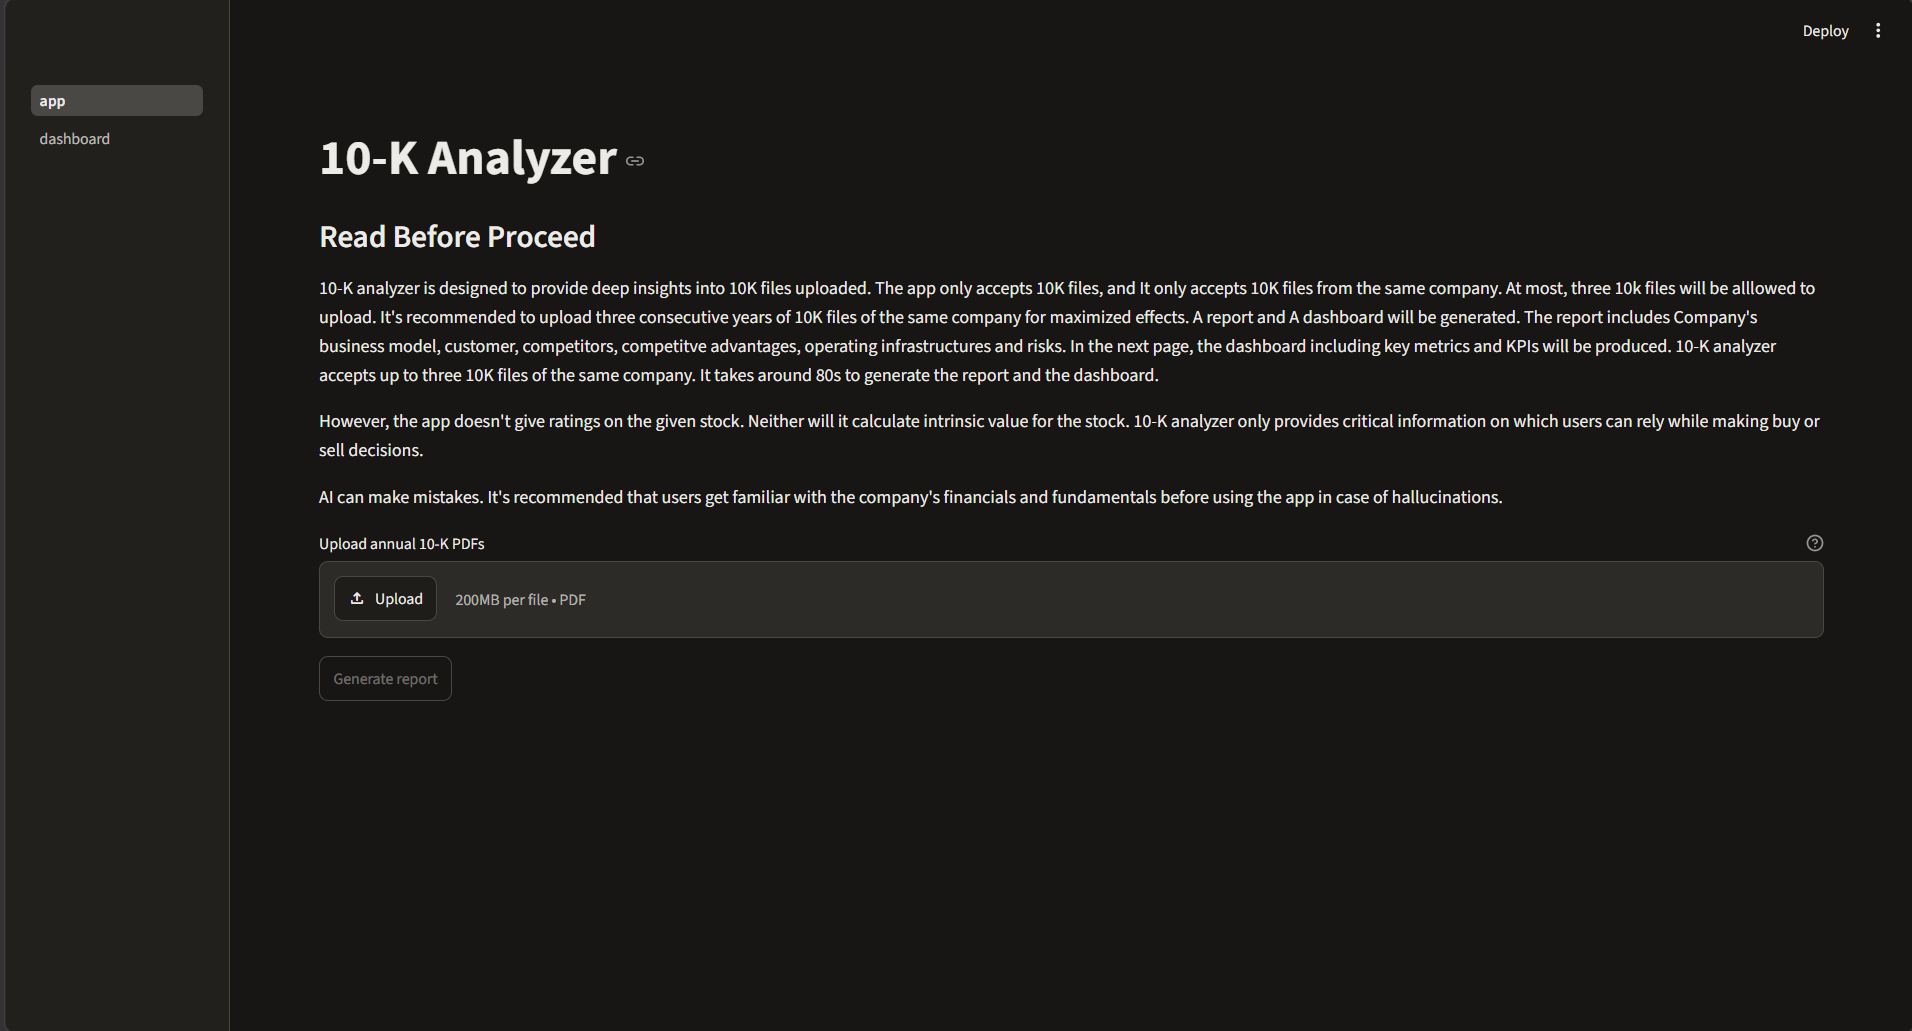 Deploy
app
dashboard
10-K Analyzer
Read Before Proceed
10-K analyzer is designed to provide deep insights into 10K files uploaded. The app only accepts 10K files, and It only accepts 10K files from the same company. At most, three 10k files will be alllowed to
upload. It's recommended to upload three consecutive years of 10K files of the same company for maximized effects. A report and A dashboard will be generated. The report includes Company's
business model, customer, competitors, competitve advantages, operating infrastructures and risks. In the next page, the dashboard including key metrics and KPIs will be produced. 10-K analyzer
accepts up to three 10K files of the same company. It takes around 80s to generate the report and the dashboard.
However, the app doesn't give ratings on the given stock. Neither will it calculate intrinsic value for the stock. 10-K analyzer only provides critical information on which users can rely while making buy or
sell decisions.
AI can make mistakes. It's recommended that users get familiar with the company's financials and fundamentals before using the app in case of hallucinations.
Upload annual 10-K PDFs
Upload
200MB per file • PDF
Generate report